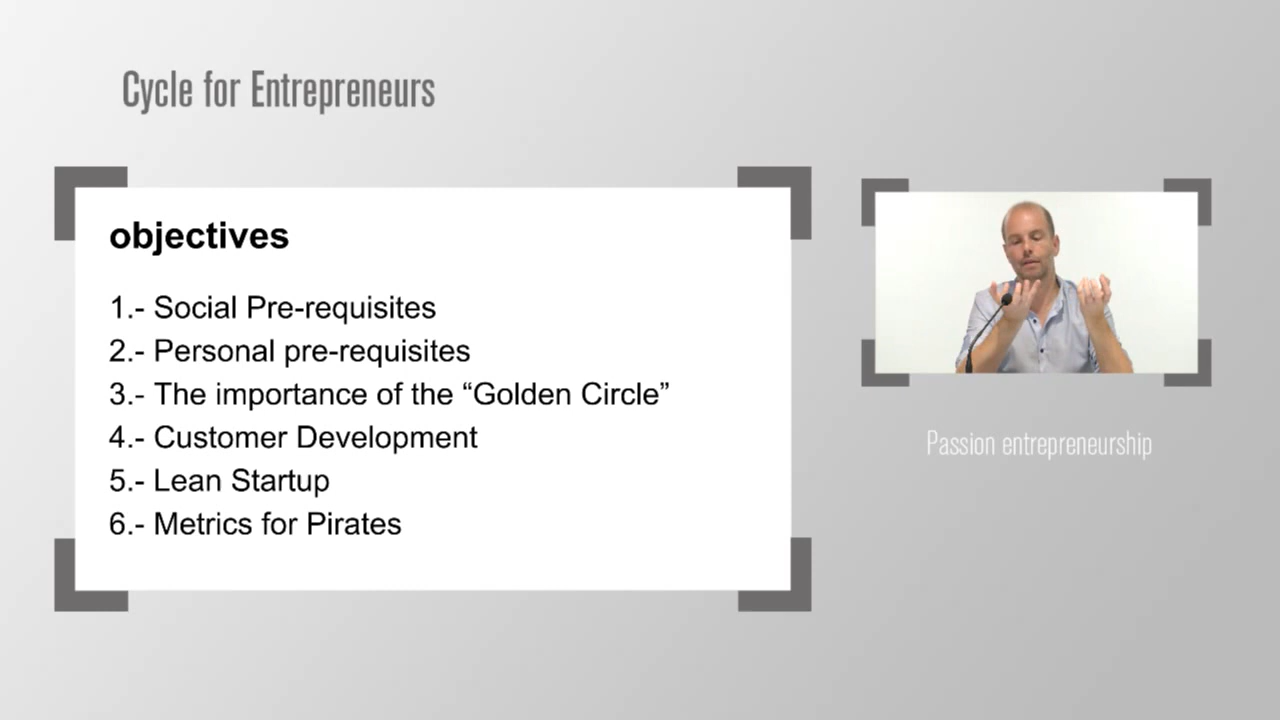 Cycle for Entrepreneurs
objectives
1.- Social Pre-requisites
2.- Personal pre-requisites
3.- The importance of the “Golden Circle”
4.- Customer Development
5.- Lean Startup
6.- Metrics for Pirates
Passion entrepreneurship